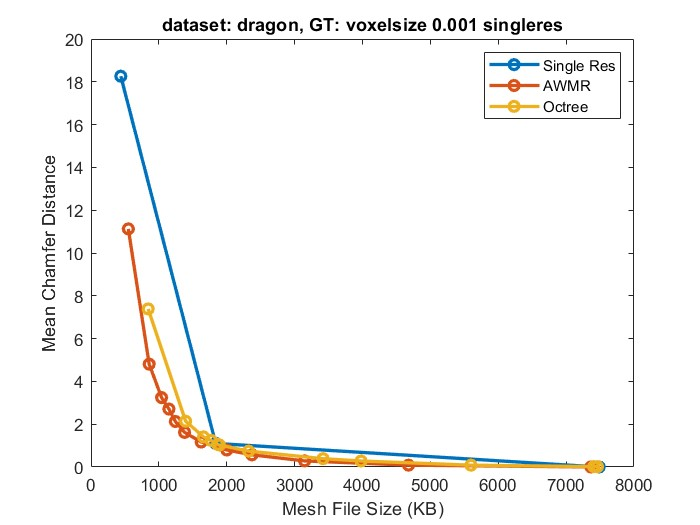 dataset: dragon, GT: voxelsize 0.001 singleres
20
18
16
14
12
10
8
6
4
2
0
Mean Chamfer Distance
Single Res
AWMR
Octree
0 1000 2000 3000 4000 5000 6000 7000 8000
Mesh File Size (KB)